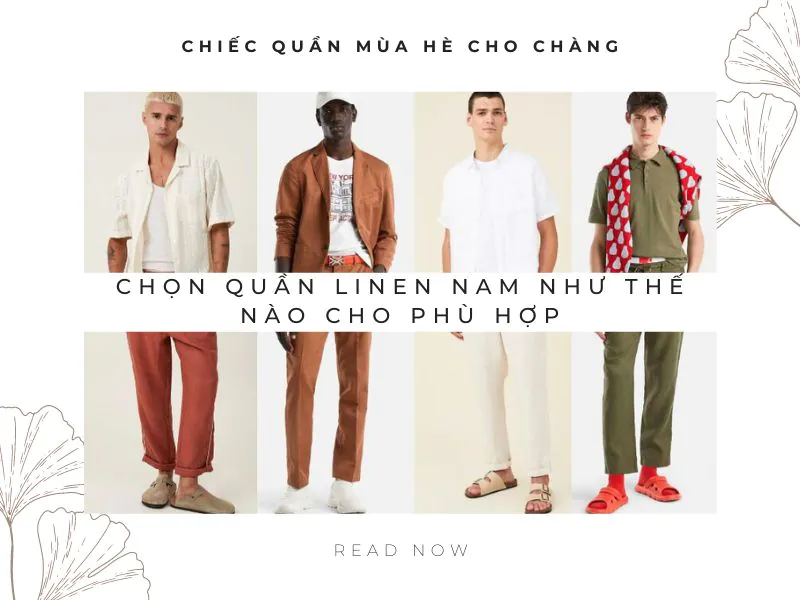 CHIẾC QUẦN MÙA HÈ CHO CHÀNG
CHỌN QUẦN LINEN NAM NHƯ THẾ
NÀO CHO PHÙ HỢP
READ NOW